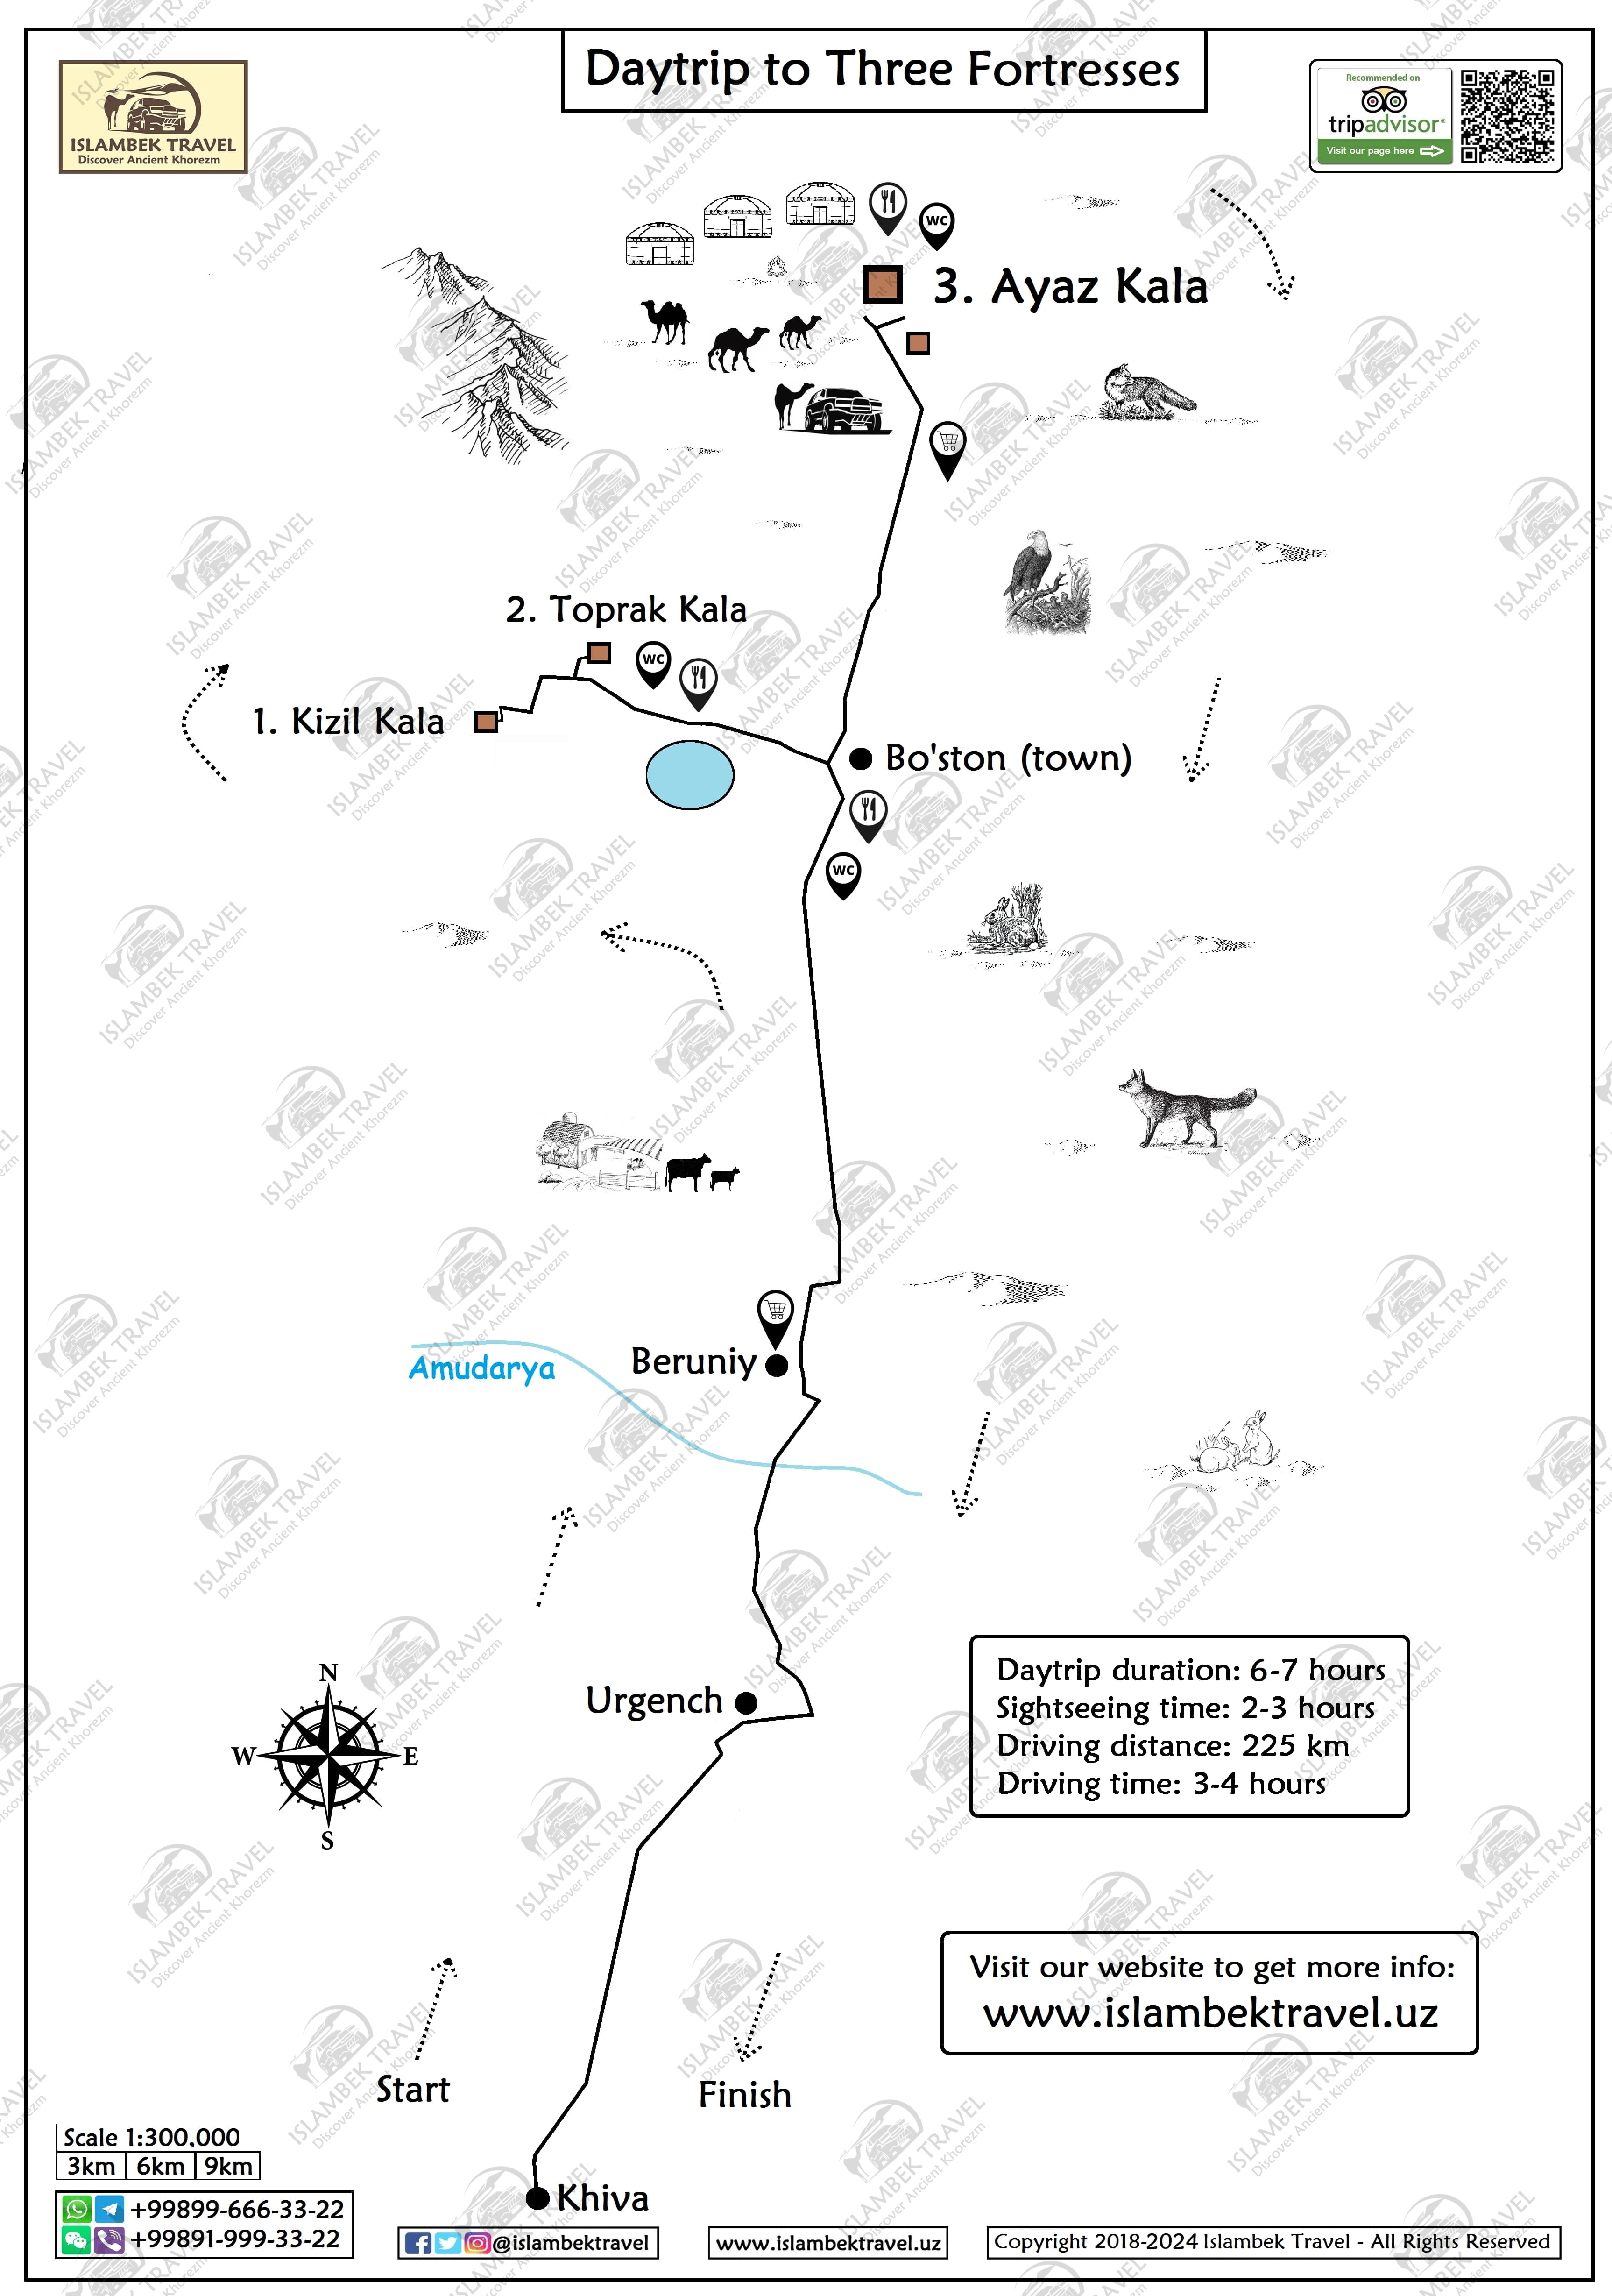 Daytrip to Three Fortresses
ISLAMBEK TRAVEL
Discover Ancient Khorezm
Recommended on
tripadvisor®
Visit our page here
WC
3. Ayaz Kala
2. Toprak Kala
WC
1. Kizil Kala
Bo'ston (town)
WC
Beruniy
Amudarya
Urgench
N
W E
S
Daytrip duration: 6-7 hours
Sightseeing time: 2-3 hours
Driving distance: 225 km
Driving time: 3-4 hours
Visit our website to get more info:
www.islambektravel.uz
Start
Finish
Scale 1:300,000
3km 6km 9km
Khiva
+99899-666-33-22
+99891-999-33-22
@islambektravel
www.islambektravel.uz
Copyright 2018-2024 Islambek Travel - All Rights Reserved